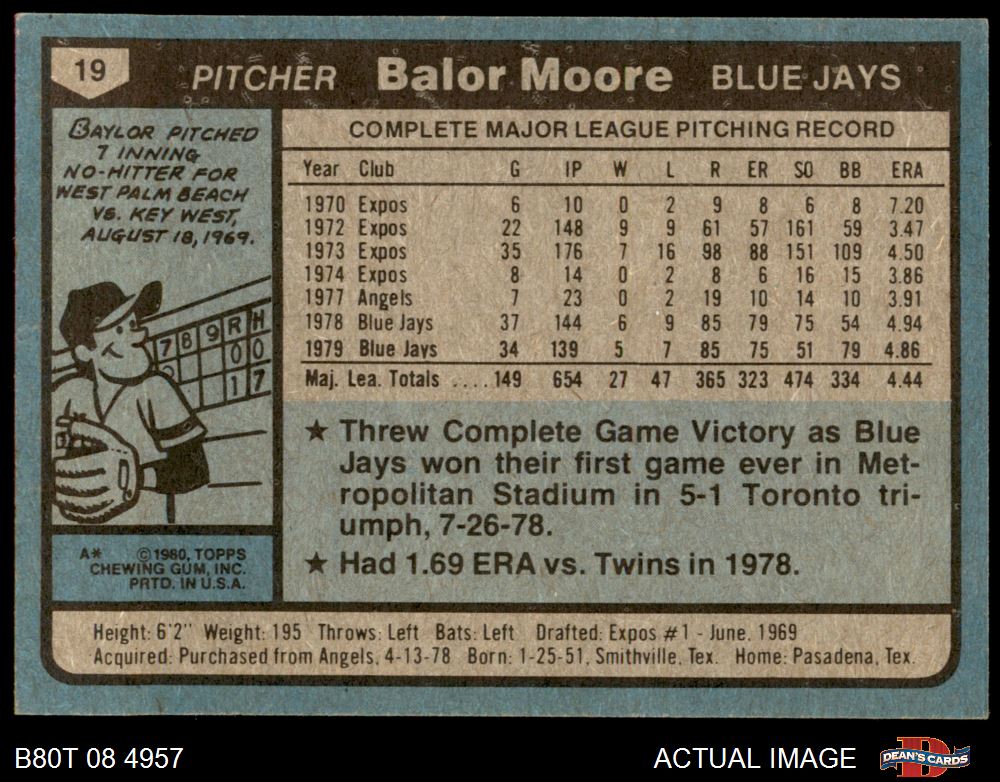 19 PITCHER Balor Moore BLUE JAYS
BAYLOR PITCHED
7 INNING
NO-HITTER FOR
WEST PALM BEACH
VS. KEY WEST,
AUGUST 18, 1969.
7 8 9 R H
0 0
1 7
A* ©1980, TOPPS
CHEWING GUM, INC.
PRTD. IN U.S.A.
COMPLETE MAJOR LEAGUE PITCHING RECORD
Year Club G IP W L R ER SO BB ERA
1970 Expos 6 10 0 2 9 8 6 8 7.20
1972 Expos 22 148 9 9 61 57 161 59 3.47
1973 Expos 35 176 7 16 98 88 151 109 4.50
1974 Expos 8 14 0 2 8 6 16 15 3.86
1977 Angels 7 23 0 2 19 10 14 10 3.91
1978 Blue Jays 37 144 6 9 85 79 75 54 4.94
1979 Blue Jays 34 139 5 7 85 75 51 79 4.86
Maj. Lea. Totals ....149 654 27 47 365 323 474 334 4.44
★ Threw Complete Game Victory as Blue
Jays won their first game ever in Met-
ropolitan Stadium in 5-1 Toronto tri-
umph, 7-26-78.
★ Had 1.69 ERA vs. Twins in 1978.
Height: 6'2" Weight: 195 Throws: Left Bats: Left Drafted: Expos #1 - June, 1969
Acquired: Purchased from Angels, 4-13-78 Born: 1-25-51, Smithville, Tex. Home: Pasadena, Tex.
B80T 08 4957 ACTUAL IMAGE DEAN'S CARDS